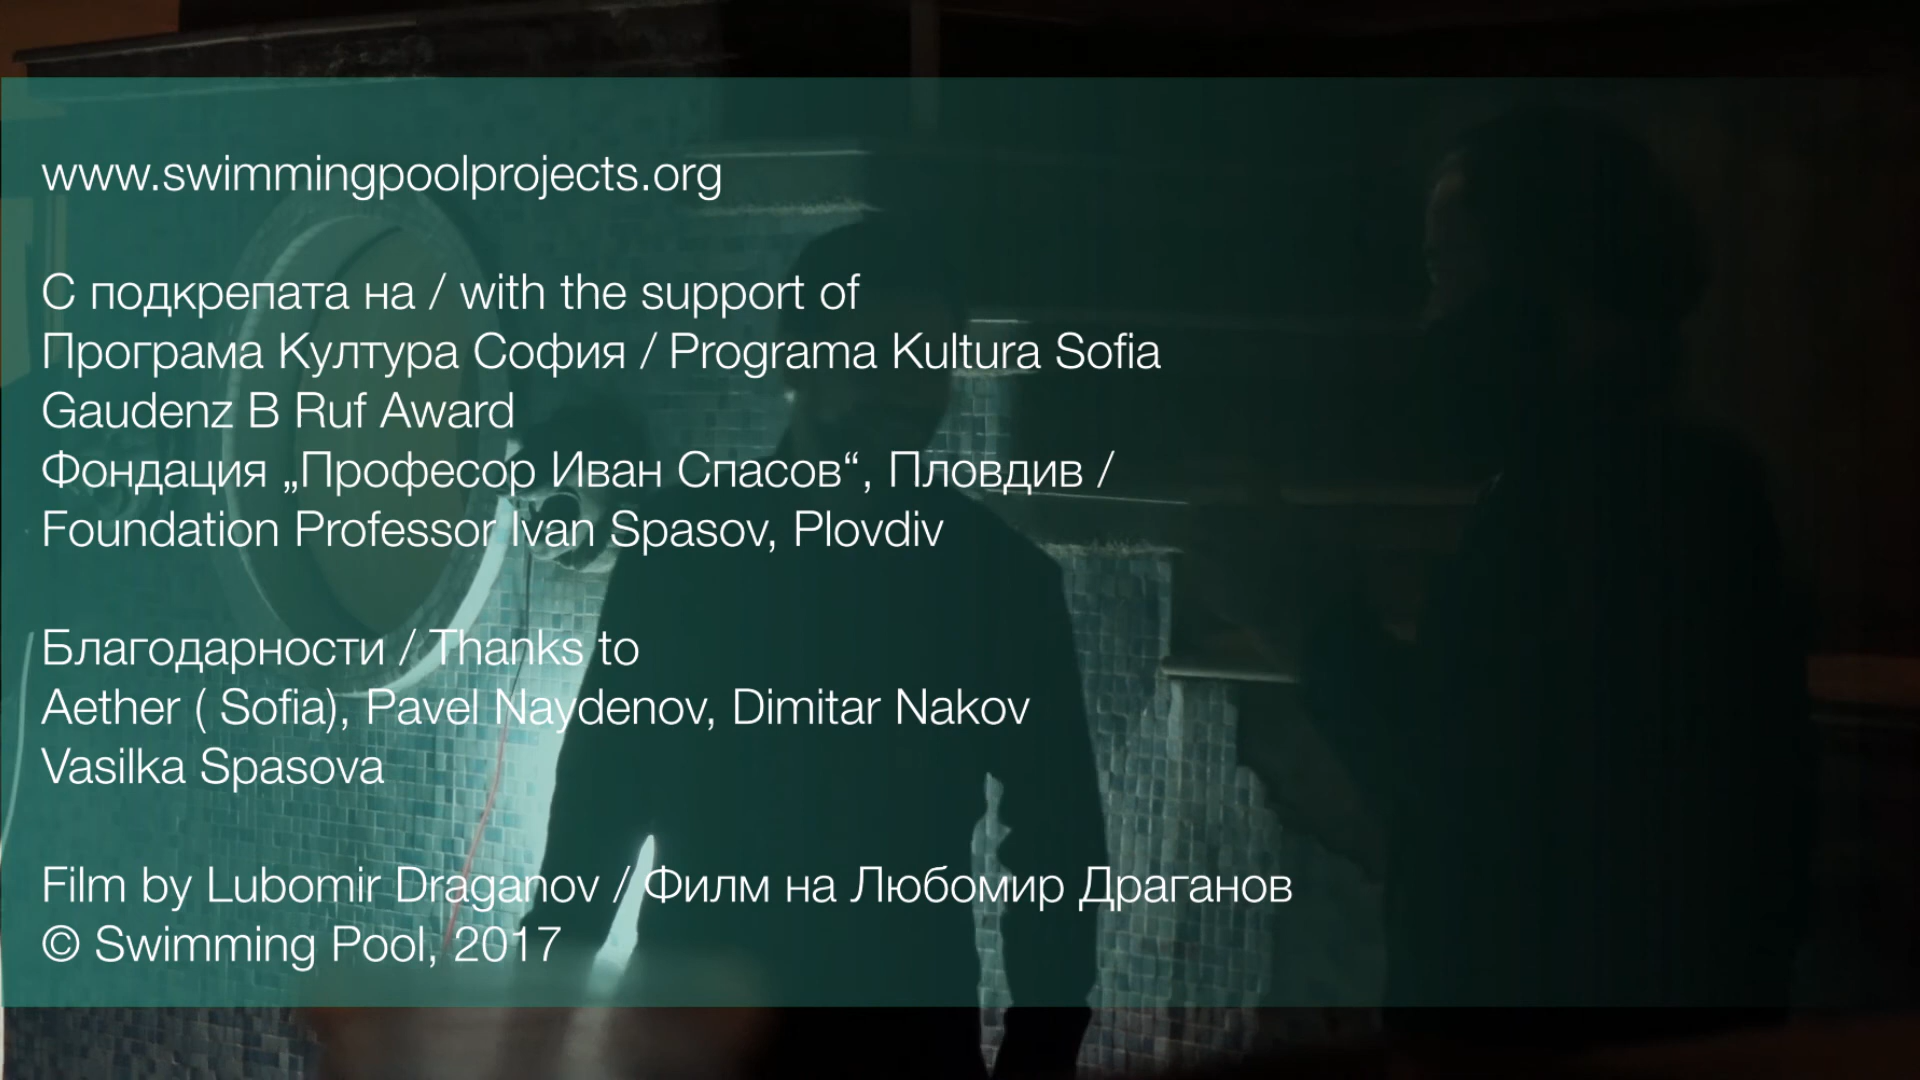 www.swimmingpoolprojects.org
С подкрепата на / with the support of
Програма Култура София / Programa Kultura Sofia
Gaudenz B Ruf Award
Фондация „Професор Иван Спасов“, Пловдив /
Foundation Professor Ivan Spasov, Plovdiv
Благодарности / Thanks to
Aether ( Sofia), Pavel Naydenov, Dimitar Nakov
Vasilka Spasova
Film by Lubomir Draganov / Филм на Любомир Драганов
© Swimming Pool, 2017